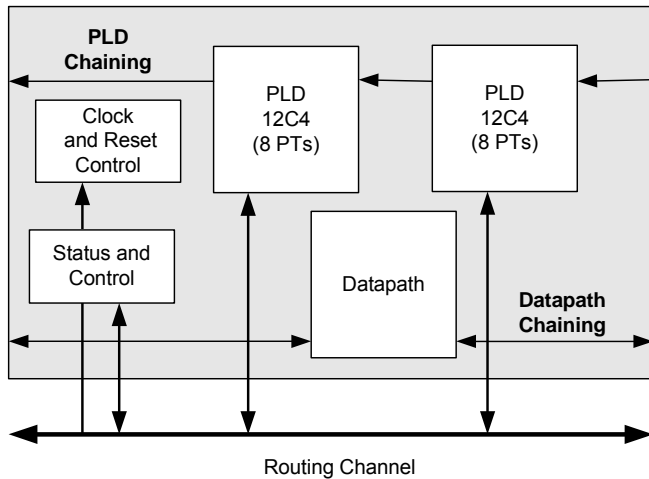 PLD
Chaining
PLD
12C4
(8 PTs)
PLD
12C4
(8 PTs)
Clock
and Reset
Control
Status and
Control
Datapath
Datapath
Chaining
Routing Channel